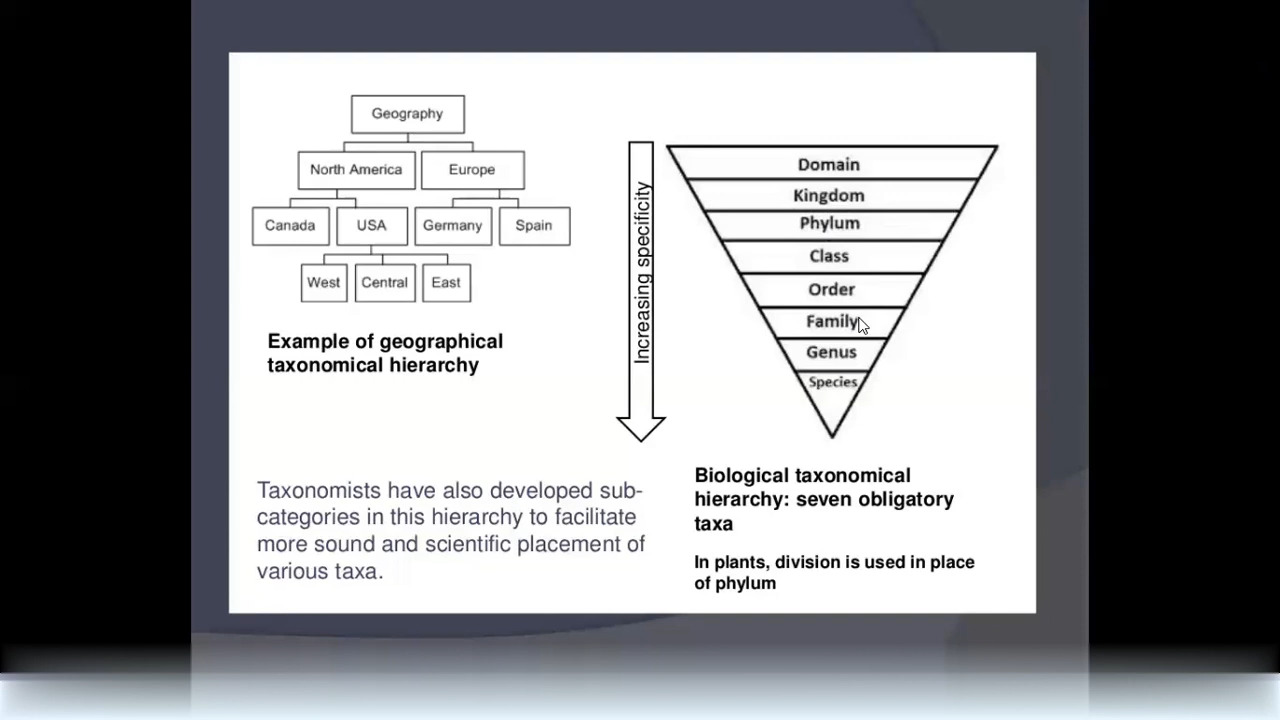 Geography
North America
Europe
Canada
USA
Germany
Spain
West
Central
East
Example of geographical
taxonomical hierarchy
Taxonomists have also developed sub-
categories in this hierarchy to facilitate
more sound and scientific placement of
various taxa.
Increasing specificity
Domain
Kingdom
Phylum
Class
Order
Family
Genus
Species
Biological taxonomical
hierarchy: seven obligatory
taxa
In plants, division is used in place
of phylum